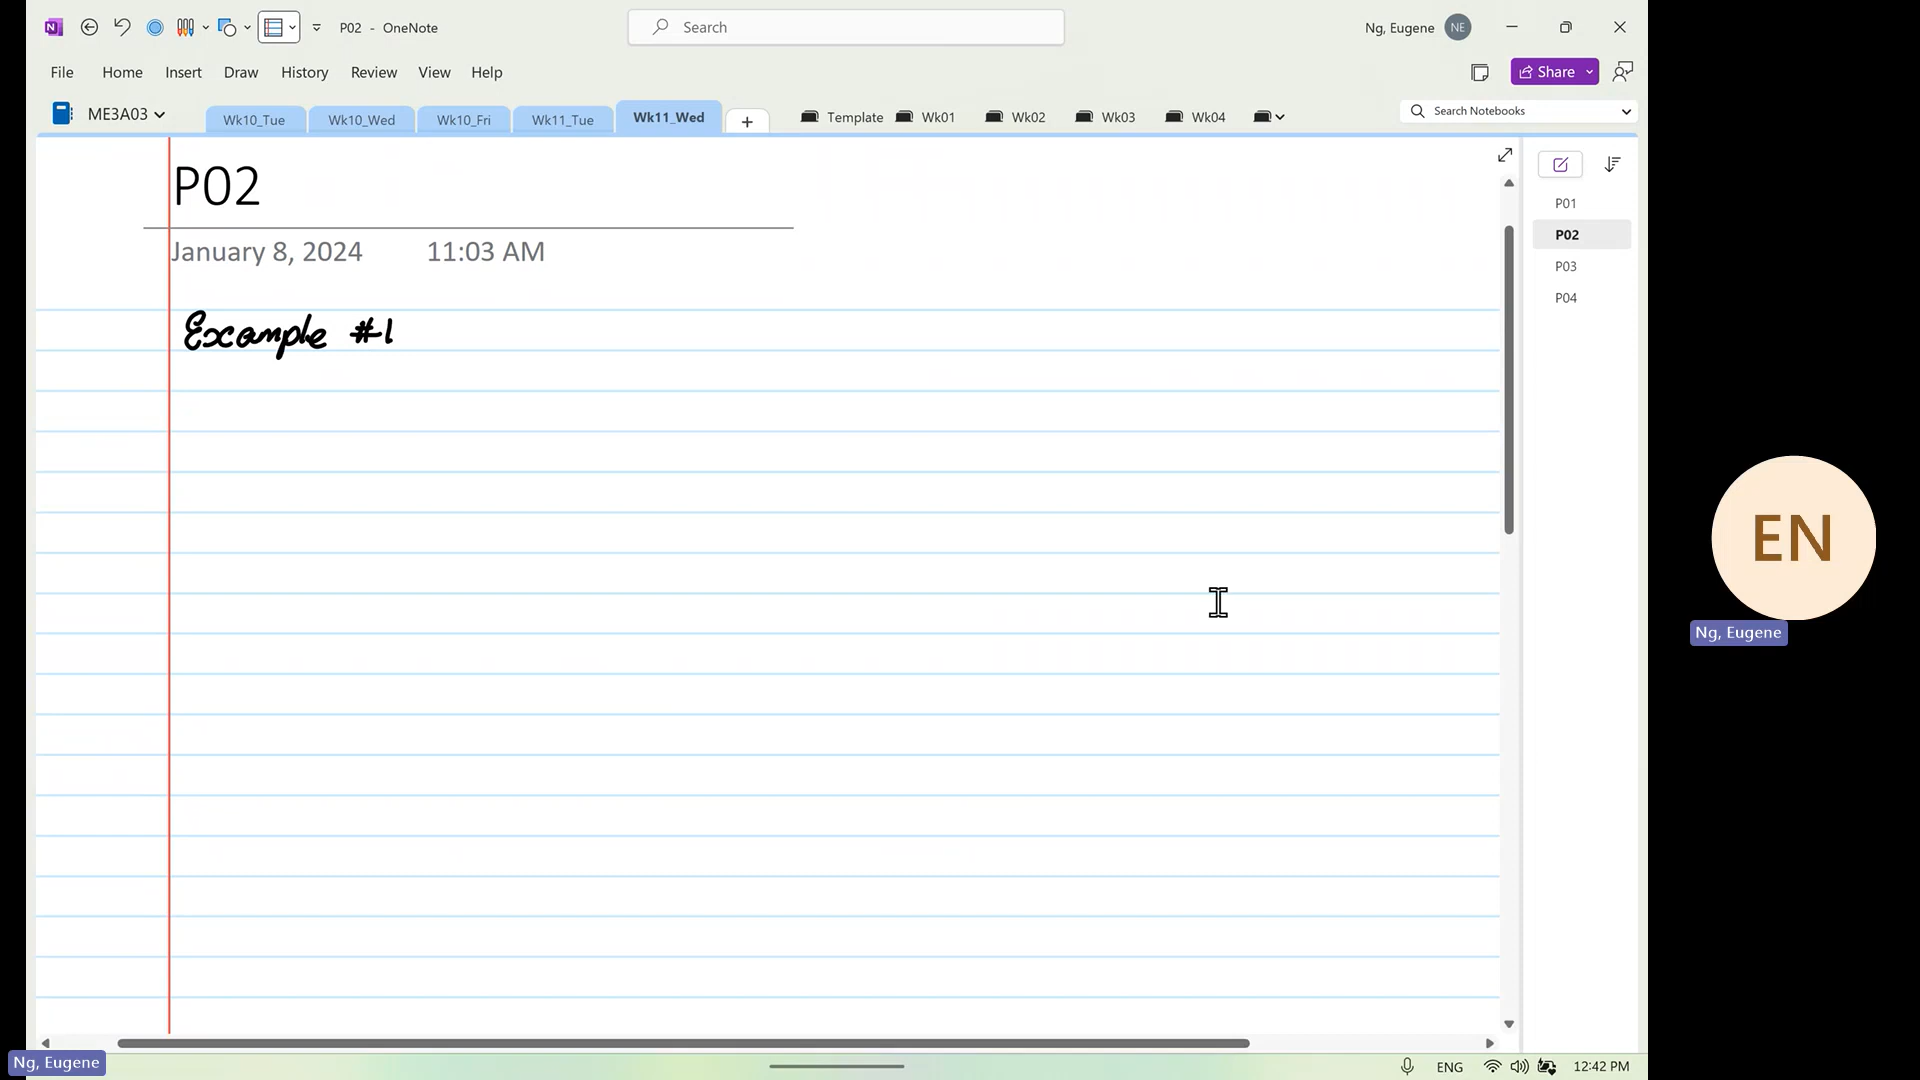 P02 - OneNote
Search
Ng, Eugene
NE
File
Home
Insert
Draw
History
Review
View
Help
Share
ME3A03
Wk10_Tue
Wk10_Wed
Wk10_Fri
Wk11_Tue
Wk11_Wed
+
Template
Wk01
Wk02
Wk03
Wk04
Search Notebooks
P02
January 8, 2024
11:03 AM
Example #1
P01
P02
P03
P04
EN
Ng, Eugene
Ng, Eugene
ENG
12:42 PM